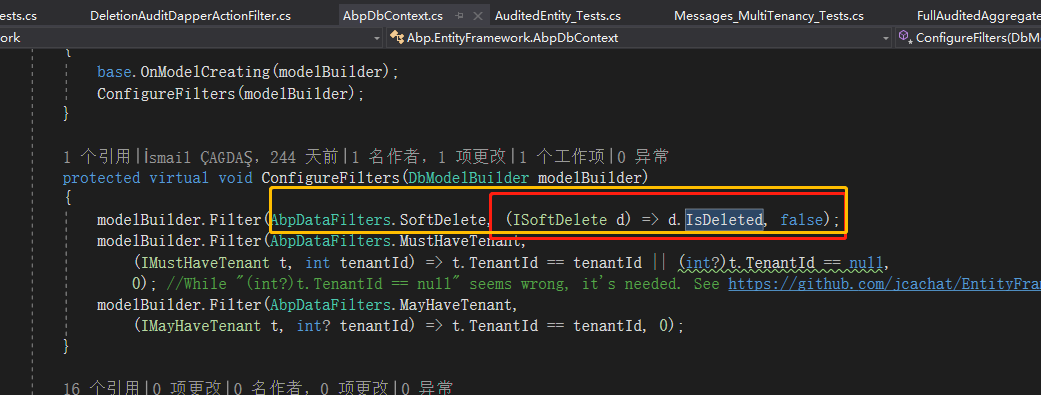 ests.cs DeletionAuditDapperActionFilter.cs AbpDbContext.cs AuditedEntity_Tests.cs Messages_MultiTenancy_Tests.cs FullAuditedAggregate
ork Abp.EntityFramework.AbpDbContext ConfigureFilters(DbM
{
base.OnModelCreating(modelBuilder);
ConfigureFilters(modelBuilder);
}
1 个引用|İsmail ÇAGDAŞ, 244 天前|1 名作者, 1 项更改|1 个工作项|0 异常
protected virtual void ConfigureFilters(DbModelBuilder modelBuilder)
{
modelBuilder.Filter(AbpDataFilters.SoftDelete, (ISoftDelete d) => d.IsDeleted, false);
modelBuilder.Filter(AbpDataFilters.MustHaveTenant,
(IMustHaveTenant t, int tenantId) => t.TenantId == tenantId || (int?)t.TenantId == null,
0); //While "(int?)t.TenantId == null" seems wrong, it's needed. See https://github.com/jcachat/EntityFram
modelBuilder.Filter(AbpDataFilters.MayHaveTenant,
(IMayHaveTenant t, int? tenantId) => t.TenantId == tenantId, 0);
}
16 个引用|0 项更改|0 名作者, 0 项更改|0 异常